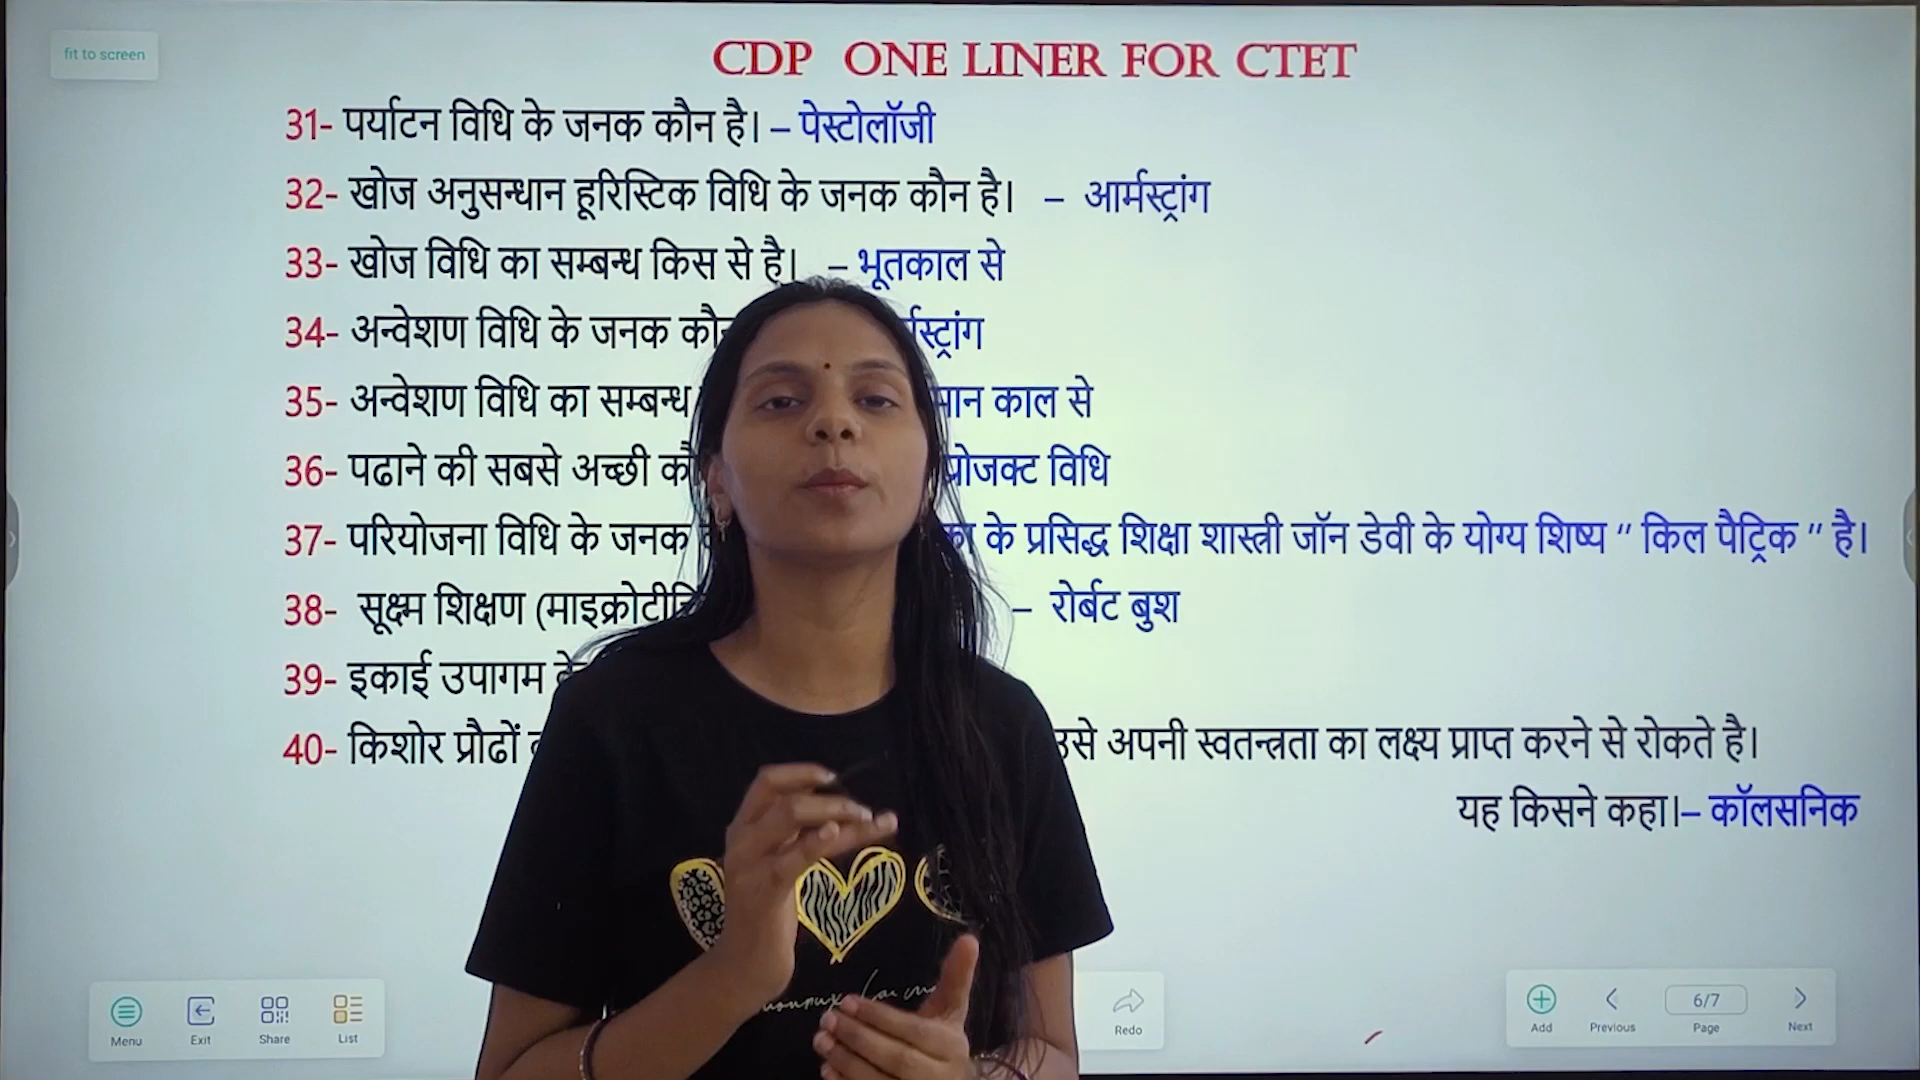 fit to screen
CDP ONE LINER FOR CTET
31- पर्याटन विधि के जनक कौन है। – पेस्टोलॉजी
32- खोज अनुसन्धान हूरिस्टिक विधि के जनक कौन है। – आर्मस्ट्रांग
33- खोज विधि का सम्बन्ध किस से है। – भूतकाल से
34- अन्वेशण विधि के जनक
35- अन्वेशण विधि का सम्बन्ध काल से
36- पढाने की सबसे अच्छी विधि
37- परियोजना विधि के जनक के प्रसिद्ध शिक्षा शास्त्री जॉन डेवी के योग्य शिष्य " किल पैट्रिक " है।
38- सूक्ष्म शिक्षण – रोर्बट बुश
39- इकाई उपागम
40- किशोर प्रौढों उसे अपनी स्वतन्त्रता का लक्ष्य प्राप्त करने से रोकते है।
यह किसने कहा।– कॉलसनिक
Menu Exit Share List Redo Add Previous 6/7 Page Next